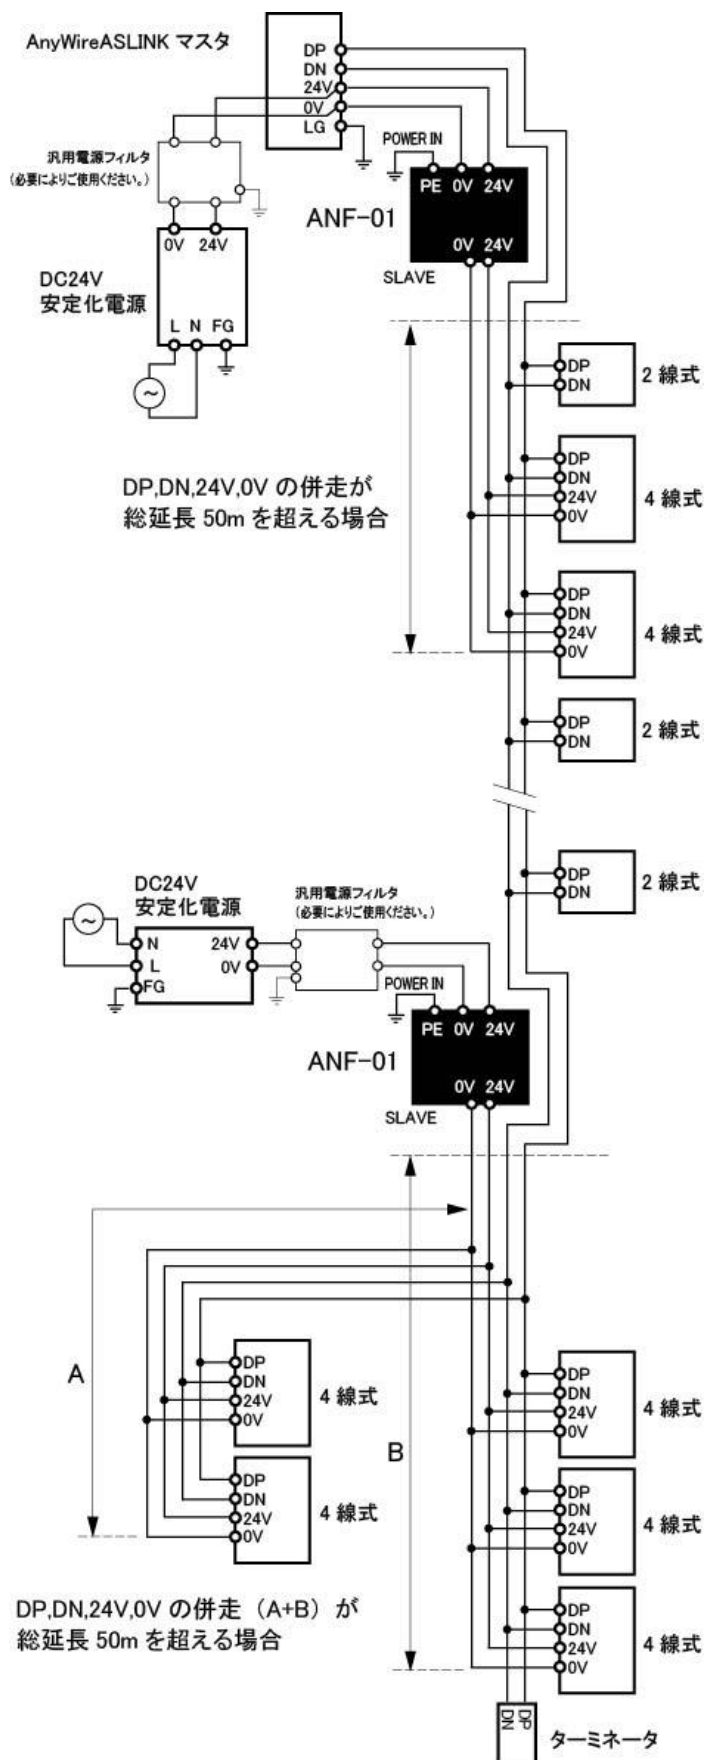 AnyWireASLINK マスタ
DP
DN
24V
0V
LG
汎用電源フィルタ
(必要によりご使用ください。)
POWER IN
PE 0V 24V
ANF-01
0V 24V
SLAVE
0V 24V
DC24V
安定化電源
L N FG
DP
DN
2 線式
DP,DN,24V,0V の併走が
総延長 50m を超える場合
DP
DN
24V
0V
4 線式
DP
DN
24V
0V
4 線式
DP
DN
2 線式
DP
DN
2 線式
DC24V
安定化電源
N
L
FG
24V
0V
汎用電源フィルタ
(必要によりご使用ください。)
POWER IN
PE 0V 24V
ANF-01
0V 24V
SLAVE
A
DP
DN
24V
0V
4 線式
DP
DN
24V
0V
4 線式
B
DP
DN
24V
0V
4 線式
DP
DN
24V
0V
4 線式
DP
DN
24V
0V
4 線式
DP,DN,24V,0V の併走（A+B）が
総延長 50m を超える場合
DN
DP
ターミネータ